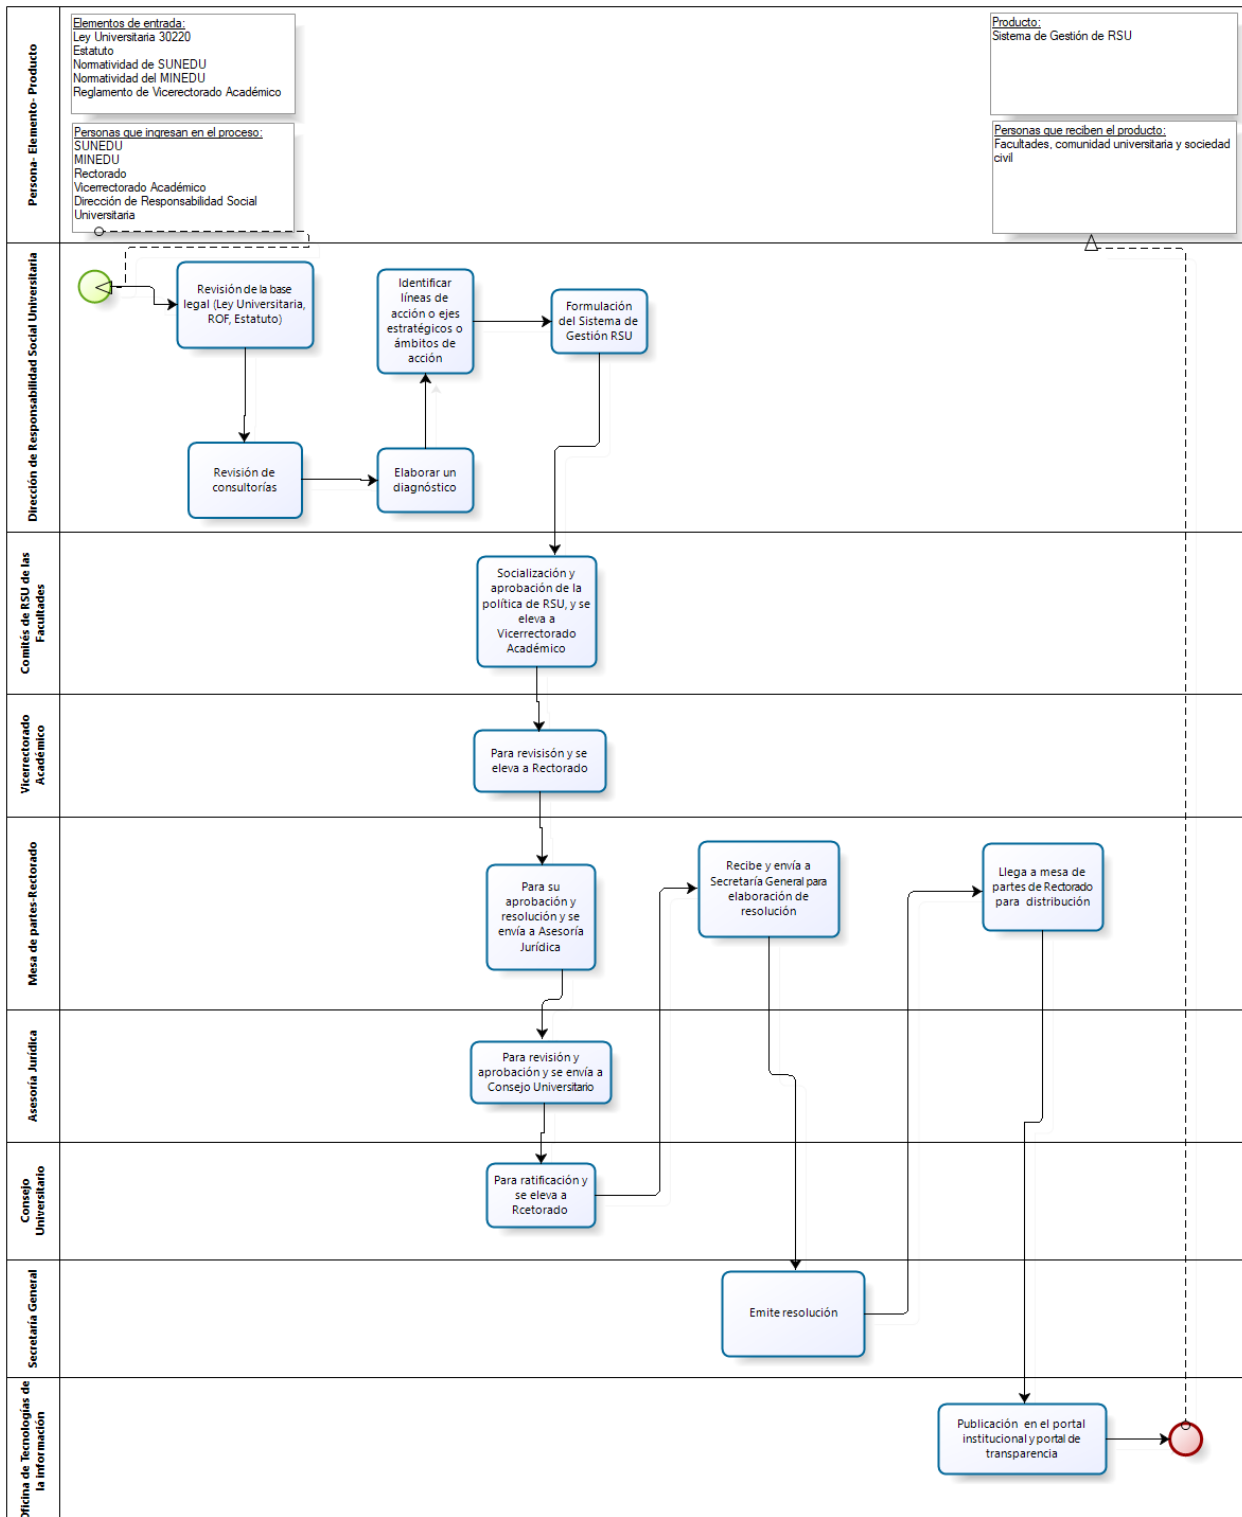 Persona- Elemento- Producto
Elementos de entrada:
Ley Universitaria 30220
Estatuto
Normatividad de SUNEDU
Normatividad del MINEDU
Reglamento de Vicerectorado Académico
Personas que ingresan en el proceso:
SUNEDU
MINEDU
Rectorado
Vicerrectorado Académico
Dirección de Responsabilidad Social
Universitaria
Producto:
Sistema de Gestión de RSU
Personas que reciben el producto:
Facultades, comunidad universitaria y sociedad
civil
Dirección de Responsabilidad Social Universitaria
Revisión de la base
legal (Ley Universitaria,
ROF, Estatuto)
Revisión de
consultorías
Elaborar un
diagnóstico
Identificar
líneas de
acción o ejes
estratégicos o
ámbitos de
acción
Formulación
del Sistema de
Gestión RSU
Comités de RSU de las
Facultades
Socialización y
aprobación de la
política de RSU, y se
eleva a
Vicerrectorado
Académico
Vicerrectorado
Académico
Para revisisón y se
eleva a Rectorado
Mesa de partes-Rectorado
Para su
aprobación y
resolución y se
envía a Asesoría
Jurídica
Recibe y envía a
Secretaría General para
elaboración de
resolución
Llega a mesa de
partes de Rectorado
para distribución
Asesoría Jurídica
Para revisión y
aprobación y se envía a
Consejo Universitario
Consejo
Universitario
Para ratificación y
se eleva a
Rcetorado
Secretaría General
Emite resolución
Oficina de Tecnologías de
la información
Publicación en el portal
institucional y portal de
transparencia